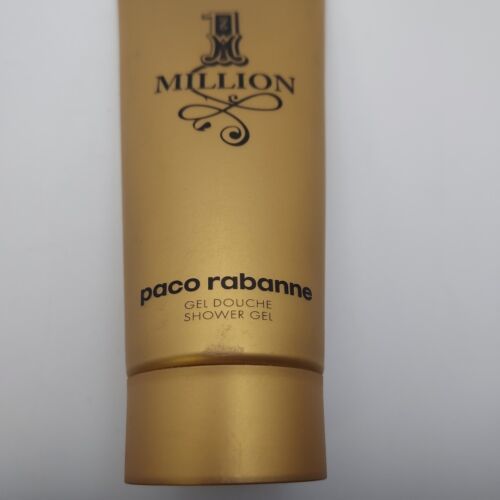 1
MILLION
paco rabanne
GEL DOUCHE
SHOWER GEL